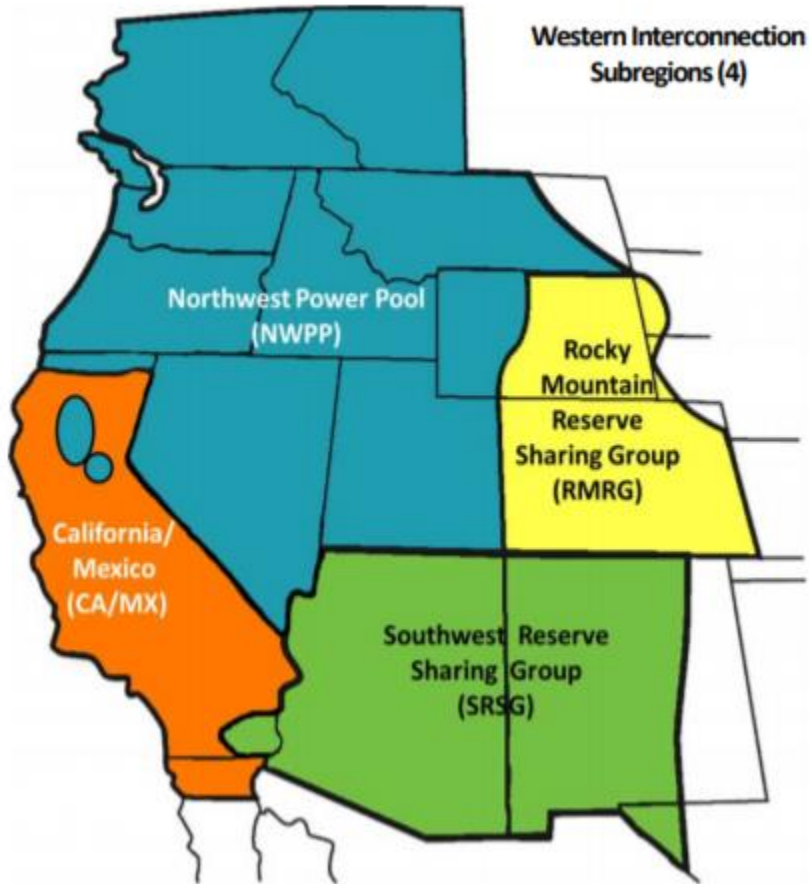 Western Interconnection
Subregions (4)
Northwest Power Pool
(NWPP)
Rocky
Mountain
Reserve
Sharing Group
(RMRG)
California/
Mexico
(CA/MX)
Southwest Reserve
Sharing Group
(SRSG)